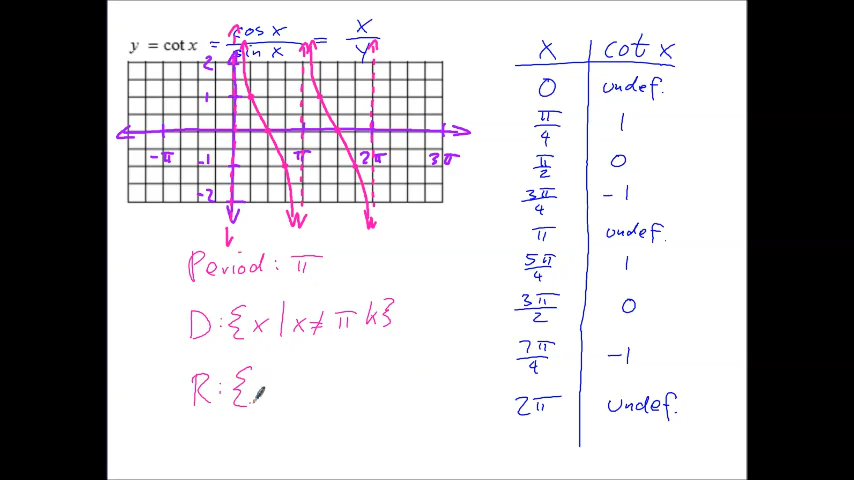 y = cot x = cos x / sin x = x / y
2
1
-π π 2π 3π
-1
-2
Period: π
D: {x | x ≠ πk}
R: {
x cot x
0 undef.
π/4 1
π/2 0
3π/4 -1
π undef.
5π/4 1
3π/2 0
7π/4 -1
2π undef.